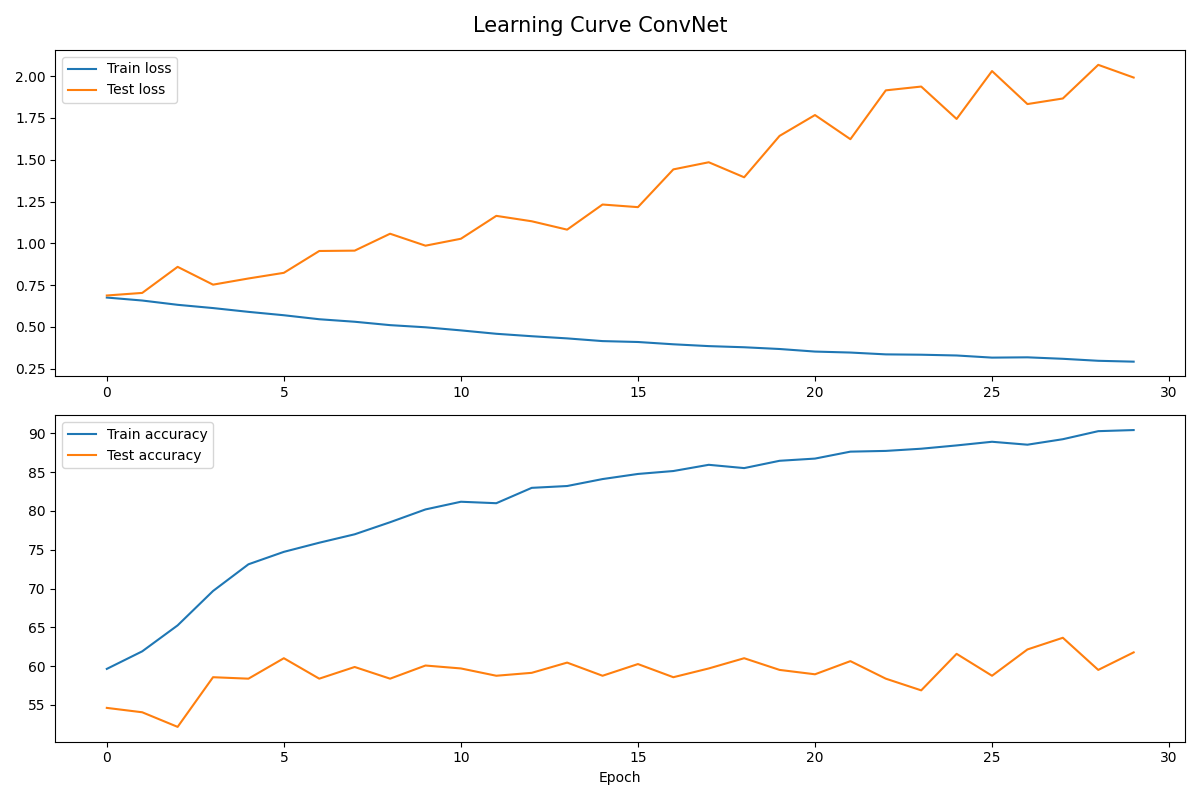 Learning Curve ConvNet
Train loss
Test loss
2.00
1.75
1.50
1.25
1.00
0.75
0.50
0.25
0 5 10 15 20 25 30
Train accuracy
Test accuracy
90
85
80
75
70
65
60
55
0 5 10 15 20 25 30
Epoch